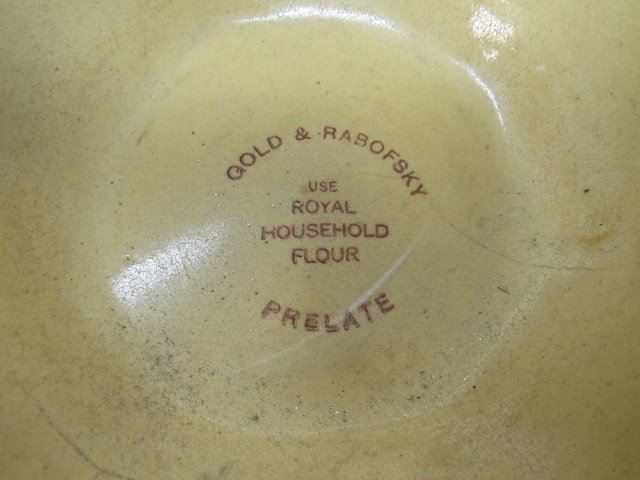 GOLD & RABOFSKY
USE
ROYAL
HOUSEHOLD
FLOUR
PRELATE